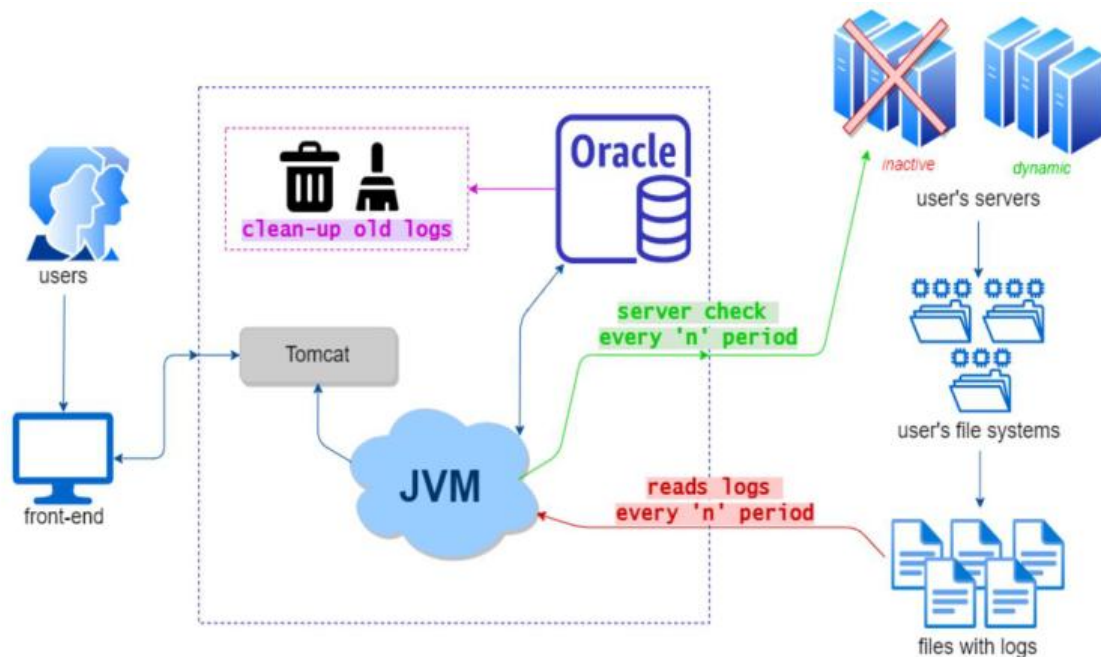 inactive
dynamic
user's servers
Oracle
clean-up old logs
users
server check
every 'n' period
Tomcat
user's file systems
JVM
reads logs
every 'n' period
front-end
files with logs